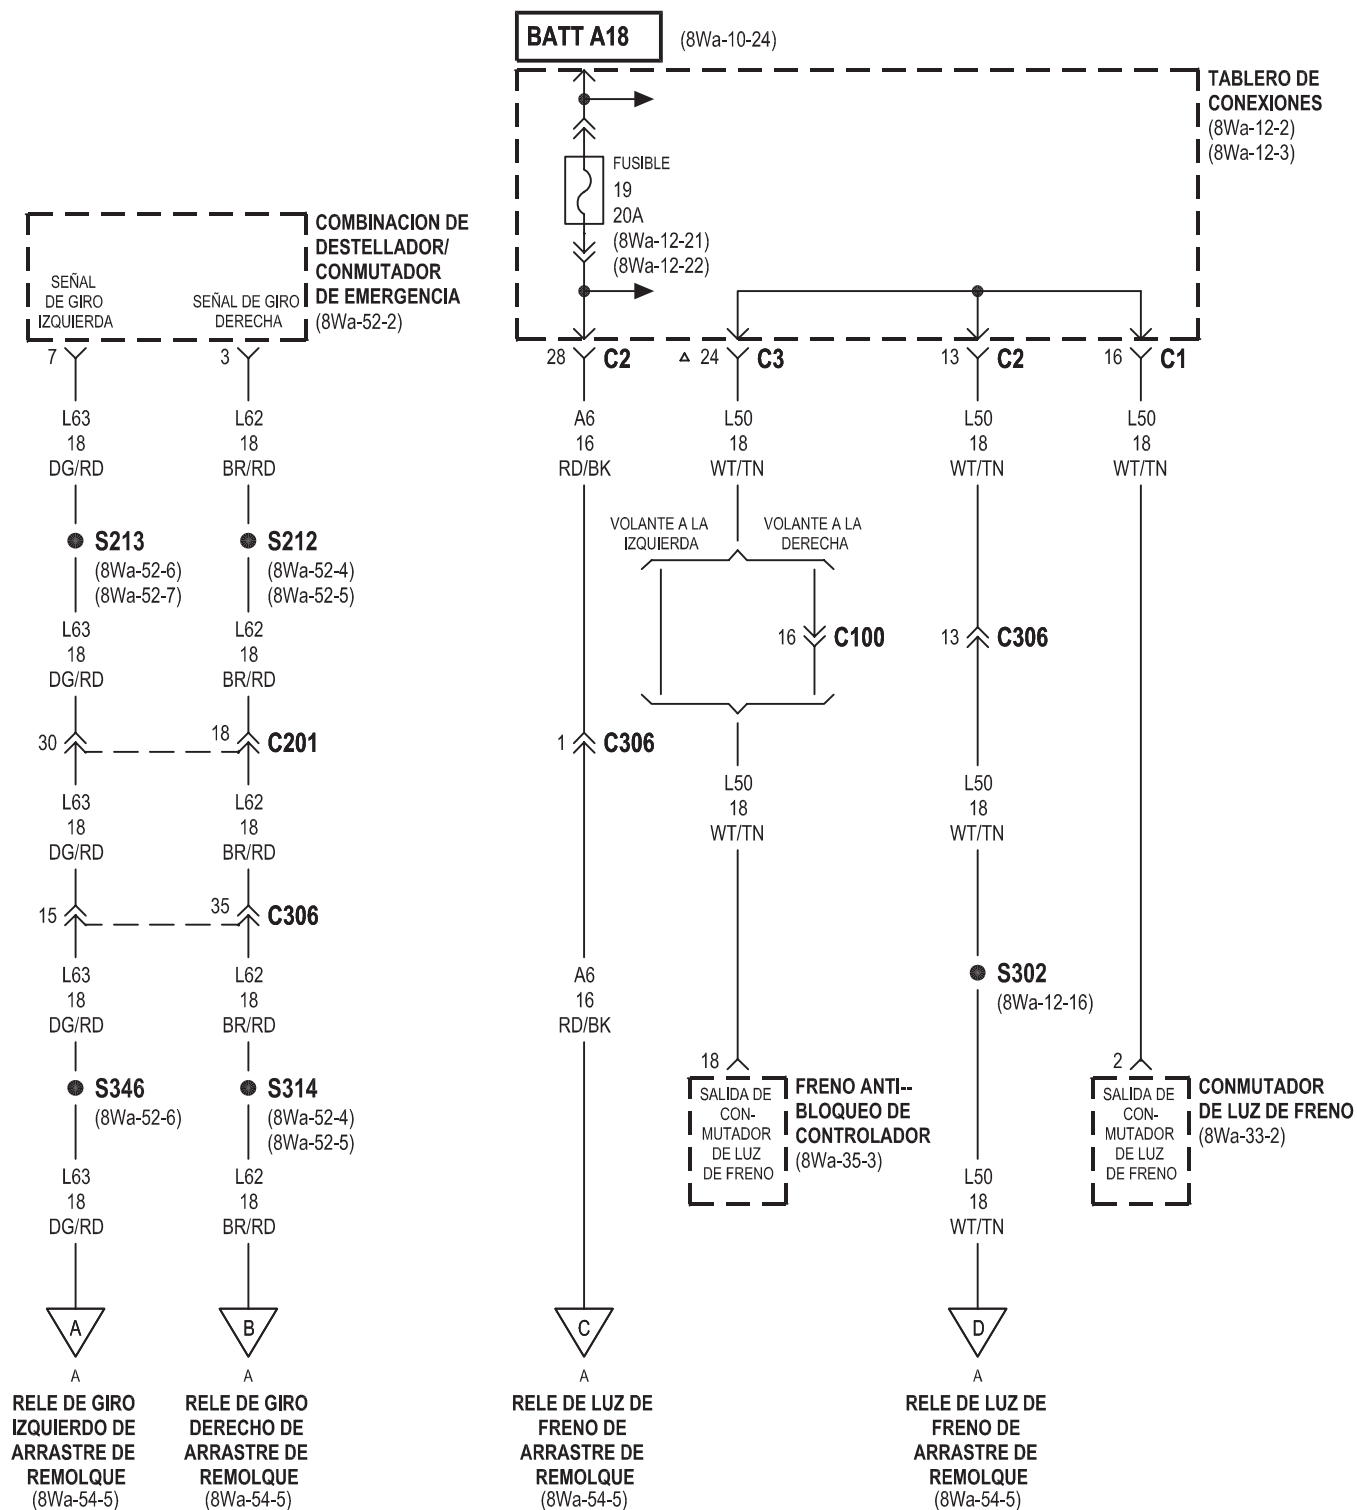 BATT A18
(8Wa-10-24)
TABLERO DE
CONEXIONES
(8Wa-12-2)
(8Wa-12-3)
FUSIBLE
19
20A
(8Wa-12-21)
(8Wa-12-22)
COMBINACION DE
DESTELLADOR/
CONMUTADOR
DE EMERGENCIA
(8Wa-52-2)
SEÑAL
DE GIRO
IZQUIERDA
SEÑAL DE GIRO
DERECHA
7
3
28 C2
24 C3
13 C2
16 C1
L63
18
DG/RD
L62
18
BR/RD
A6
16
RD/BK
L50
18
WT/TN
L50
18
WT/TN
L50
18
WT/TN
S213
(8Wa-52-6)
(8Wa-52-7)
S212
(8Wa-52-4)
(8Wa-52-5)
VOLANTE A LA
IZQUIERDA
VOLANTE A LA
DERECHA
L63
18
DG/RD
L62
18
BR/RD
16 C100
13 C306
30
18 C201
1 C306
L63
18
DG/RD
L62
18
BR/RD
L50
18
WT/TN
L50
18
WT/TN
15
35 C306
L63
18
DG/RD
L62
18
BR/RD
A6
16
RD/BK
S302
(8Wa-12-16)
S346
(8Wa-52-6)
S314
(8Wa-52-4)
(8Wa-52-5)
18
SALIDA DE
CON-
MUTADOR
DE LUZ
DE FRENO
FRENO ANTI--
BLOQUEO DE
CONTROLADOR
(8Wa-35-3)
2
SALIDA DE
CON-
MUTADOR
DE LUZ
DE FRENO
CONMUTADOR
DE LUZ DE FRENO
(8Wa-33-2)
L63
18
DG/RD
L62
18
BR/RD
L50
18
WT/TN
A
A
RELE DE GIRO
IZQUIERDO DE
ARRASTRE DE
REMOLQUE
(8Wa-54-5)
B
A
RELE DE GIRO
DERECHO DE
ARRASTRE DE
REMOLQUE
(8Wa-54-5)
C
A
RELE DE LUZ DE
FRENO DE
ARRASTRE DE
REMOLQUE
(8Wa-54-5)
D
A
RELE DE LUZ DE
FRENO DE
ARRASTRE DE
REMOLQUE
(8Wa-54-5)